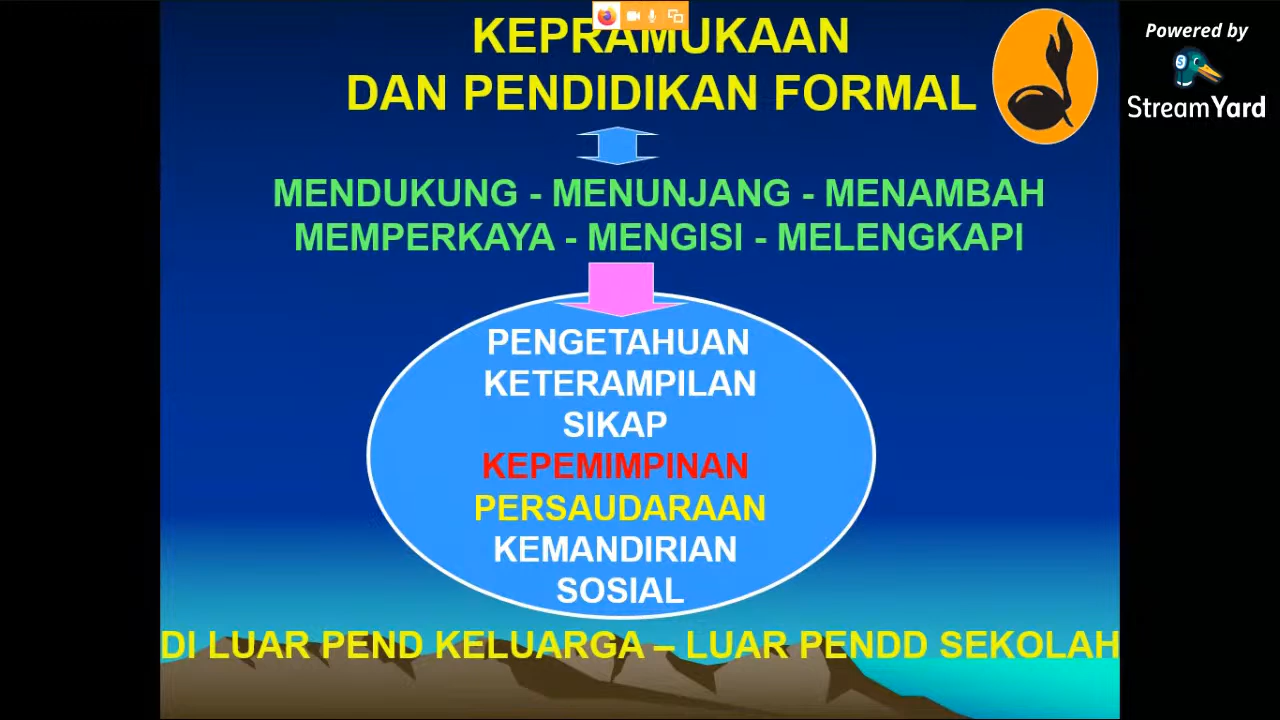 KEPRAMUKAAN
DAN PENDIDIKAN FORMAL
Powered by
StreamYard
MENDUKUNG - MENUNJANG - MENAMBAH
MEMPERKAYA - MENGISI - MELENGKAPI
PENGETAHUAN
KETERAMPILAN
SIKAP
KEPEMIMPINAN
PERSAUDARAAN
KEMANDIRIAN
SOSIAL
DI LUAR PEND KELUARGA – LUAR PENDD SEKOLAH